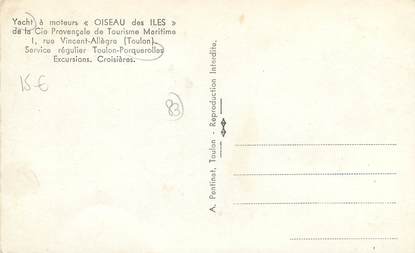 Yacht à moteurs « OISEAU des ILES »
de la Cie Provençale de Tourisme Maritime
1, rue Vincent-Allègre (Toulon).
Service régulier Toulon-Porquerolles
Excursions. Croisières.
15 €
83
A. Pentinat, Toulon - Reproduction Interdite.